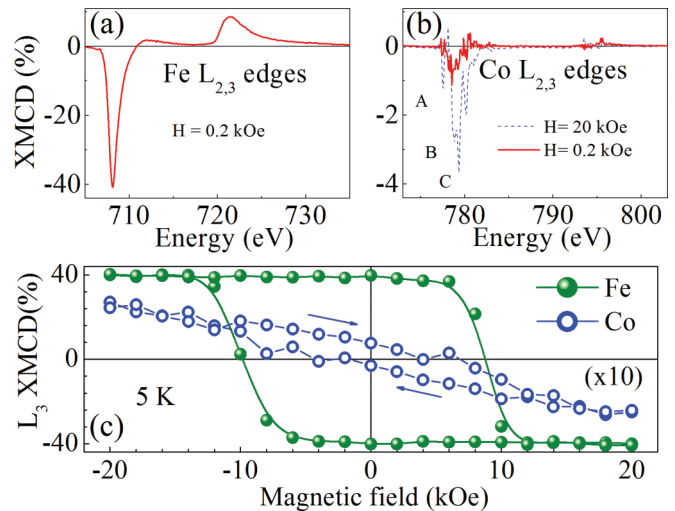 (a)
Fe L2,3 edges
H = 0.2 kOe
XMCD (%)
0
-20
-40
710
720
730
Energy (eV)
(b)
Co L2,3 edges
A
B
C
H= 20 kOe
H= 0.2 kOe
0
-2
-4
780
790
800
Energy (eV)
L3 XMCD(%)
40
0
-40
Fe
Co
(x10)
5 K
(c)
-20
-10
0
10
20
Magnetic field (kOe)